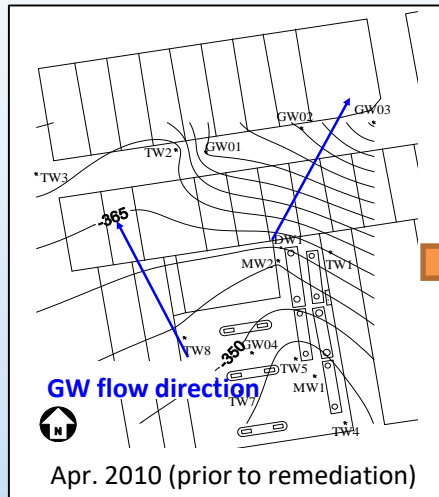 GW03
GW02
GW01
TW2
TW3
-365
DW1
MW2
TW1
TW8
GW04
-350
TW5
GW flow direction
MW1
TW7
N
TW4
Apr. 2010 (prior to remediation)